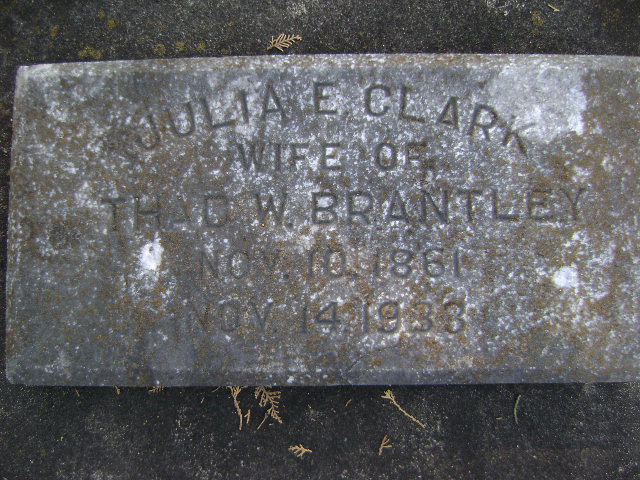 JULIA E. CLARK
WIFE OF
THAD W. BRANTLEY
NOV. 10, 1861
NOV. 14, 1933